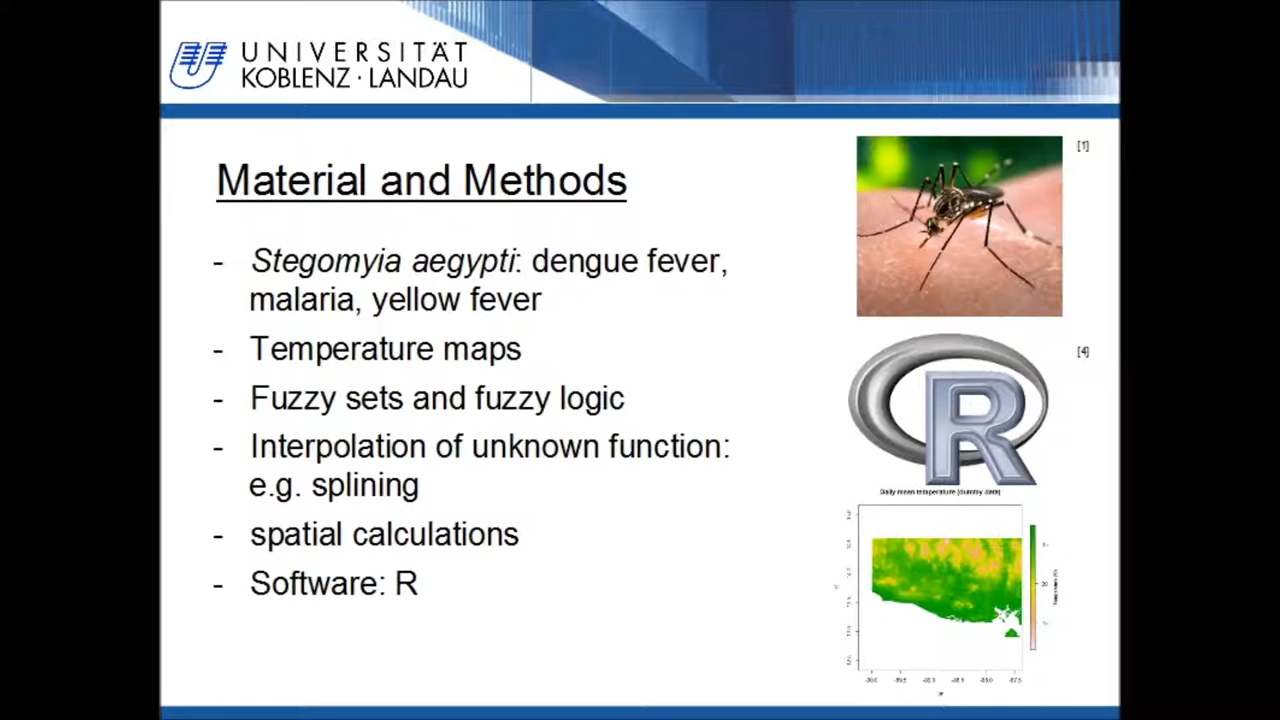 UNIVERSITÄT
KOBLENZ · LANDAU
Material and Methods
- Stegomyia aegypti: dengue fever,
malaria, yellow fever
- Temperature maps
- Fuzzy sets and fuzzy logic
- Interpolation of unknown function:
e.g. splining
- spatial calculations
- Software: R
[1]
[4]
R
Daily mean temperature (dummy data)